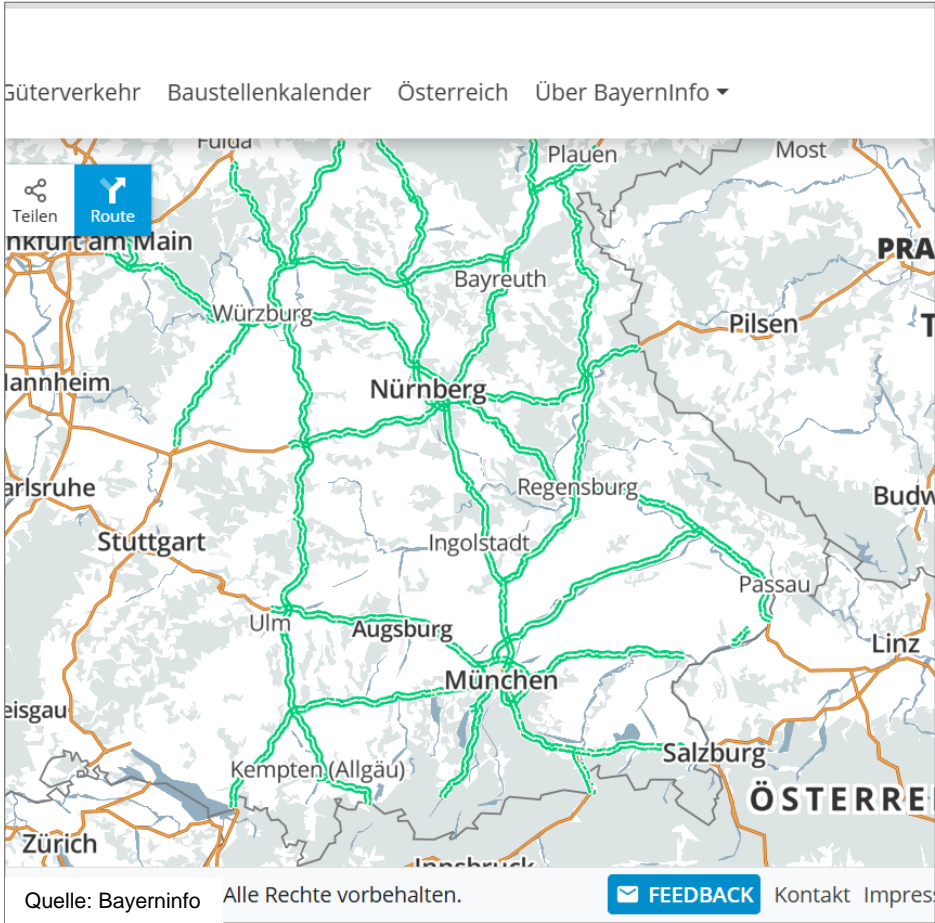 Güterverkehr Baustellenkalender Österreich Über BayernInfo
Fulda
Plauen
Most
Teilen
Route
nkfurt am Main
PRA
Bayreuth
Würzburg
Pilsen
T
annheim
Nürnberg
arlsruhe
Regensburg
Budw
Stuttgart
Ingolstadt
Passau
Ulm
Augsburg
Linz
München
eisgau
Salzburg
Kempten (Allgäu)
ÖSTERRE
Zürich
Innsbruck
Quelle: Bayerninfo Alle Rechte vorbehalten. FEEDBACK Kontakt Impress